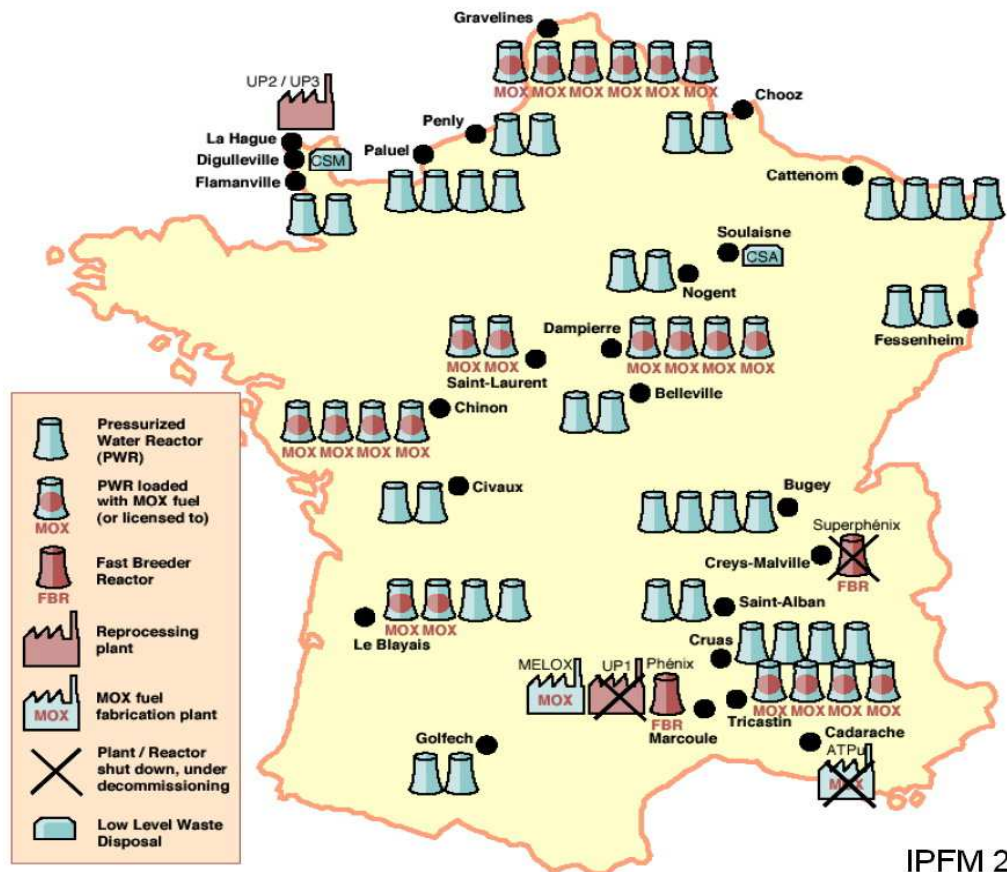 Gravelines
MOX MOX MOX MOX MOX MOX
UP2 / UP3
Chooz
Penly
La Hague
Paluel
Digulleville
CSM
Flamanville
Cattenom
Soulaisne
CSA
Nogent
Dampierre
Fessenheim
MOX MOX
MOX MOX MOX MOX
Saint-Laurent
Belleville
Chinon
MOX MOX MOX MOX
Civaux
Bugey
Superphénix
Creys-Malville
FBR
Saint-Alban
MOX MOX
Le Blayais
Cruas
MELOX
UP1
Phénix
MOX
FBR
Marcoule
MOX MOX MOX MOX
Tricastin
Golfech
Cadarache
ATPu
MOX
Pressurized
Water Reactor
(PWR)
PWR loaded
with MOX fuel
(or licensed to)
MOX
Fast Breeder
Reactor
FBR
Reprocessing
plant
MOX fuel
fabrication plant
MOX
Plant / Reactor
shut down, under
decommissioning
Low Level Waste
Disposal
IPFM 2